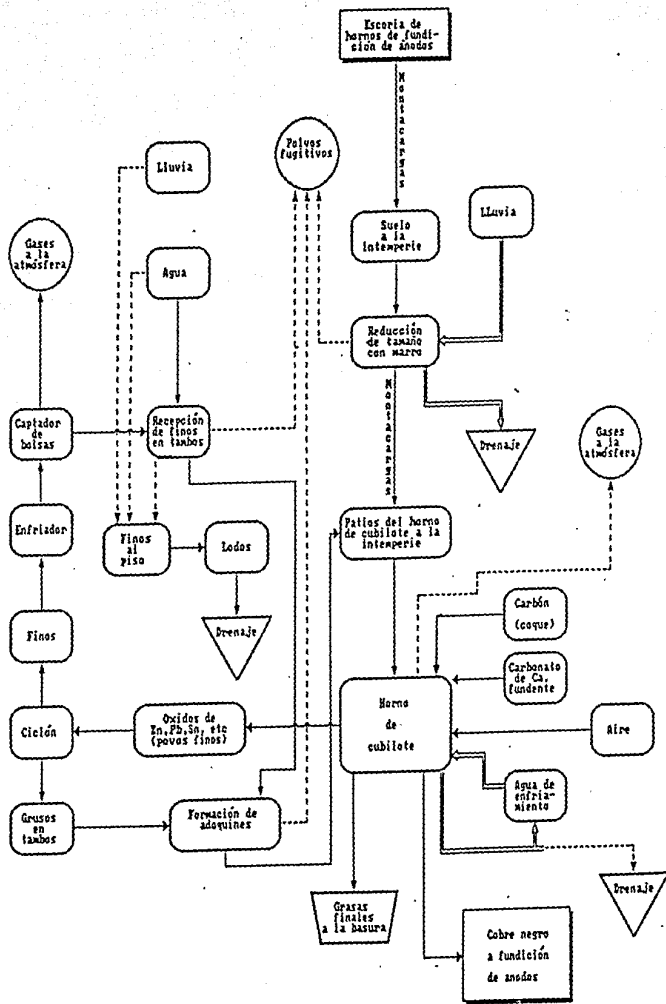 Escoria de
hornos de fundi
ción de ánodos
Montacargas
Polvos
fugitivos
Lluvia
LLuvia
Suelo
a la
intemperie
Gases
a la
atmósfera
Agua
Reducción
de tamaño
con marro
Montacargas
Captador
de
bolsas
Recepción
de finos
en tambos
Drenaje
Gases
a la
atmósfera
Enfriador
Finos
al
piso
Lodos
Patios del horno
de cubilote a la
intemperie
Drenaje
Carbón
(coque)
Finos
Carbonato
de Ca.
fundente
Ciclón
Oxidos de
Zn,Pb,Sn, etc
(povos finos)
Horno
de
cubilote
Aire
Agua de
enfria-
miento
Grusos
en
tambos
Formación de
adoquines
Drenaje
Grasas
finales
a la basura
Cobre negro
a fundición
de anodos